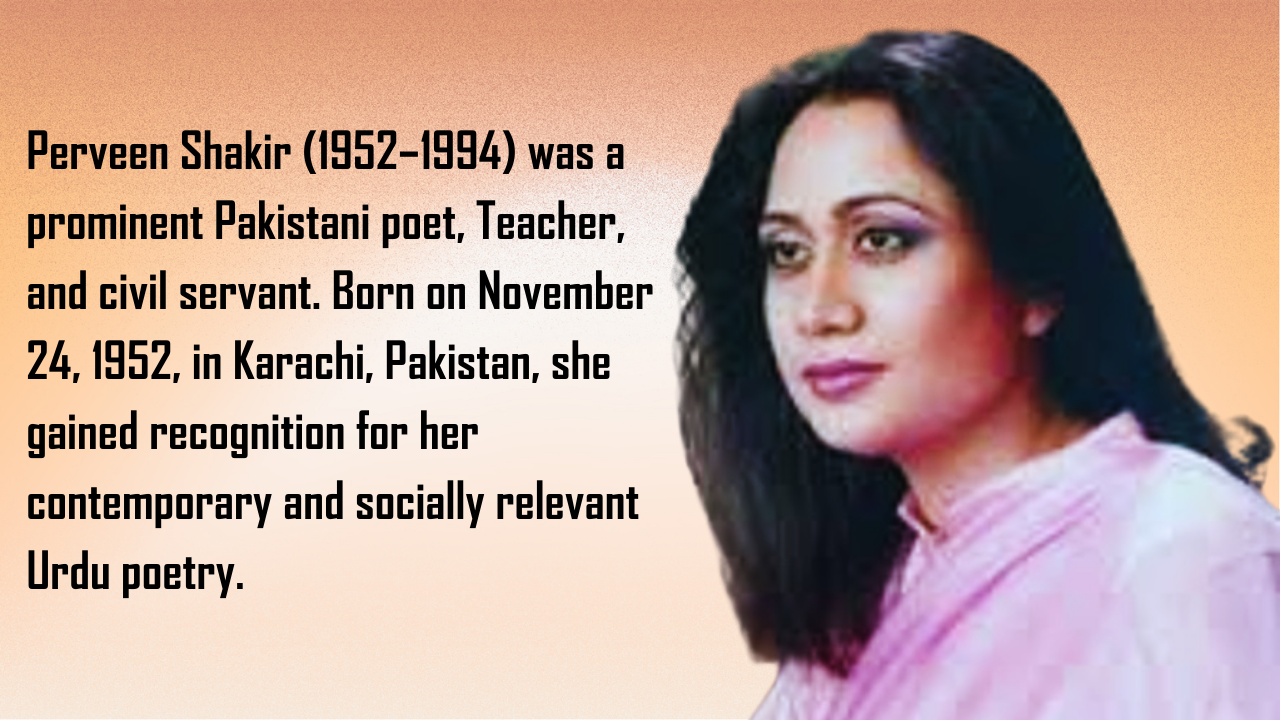 Perveen Shakir (1952–1994) was a
prominent Pakistani poet, Teacher,
and civil servant. Born on November
24, 1952, in Karachi, Pakistan, she
gained recognition for her
contemporary and socially relevant
Urdu poetry.